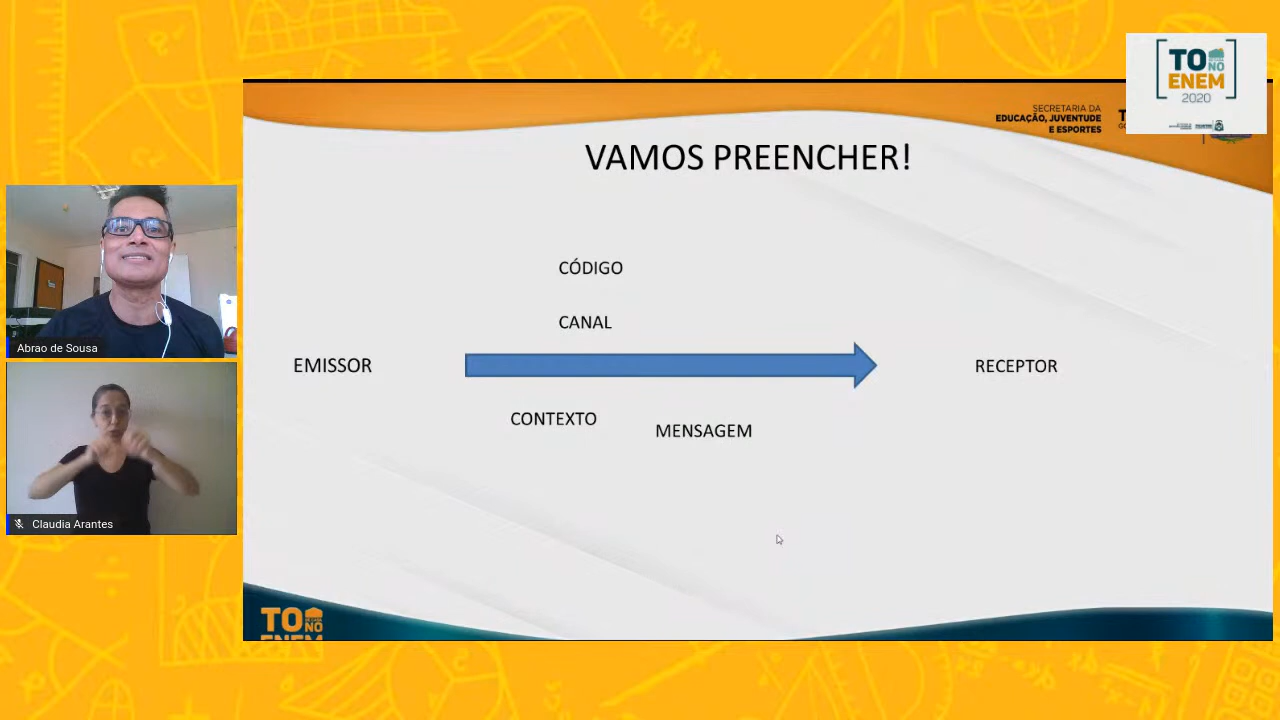 TO
NO
ENEM
2020
SECRETARIA DA
EDUCAÇÃO, JUVENTUDE
E ESPORTES
VAMOS PREENCHER!
CÓDIGO
CANAL
EMISSOR
RECEPTOR
CONTEXTO
MENSAGEM
Abrao de Sousa
Claudia Arantes
TO
NO
ENEM